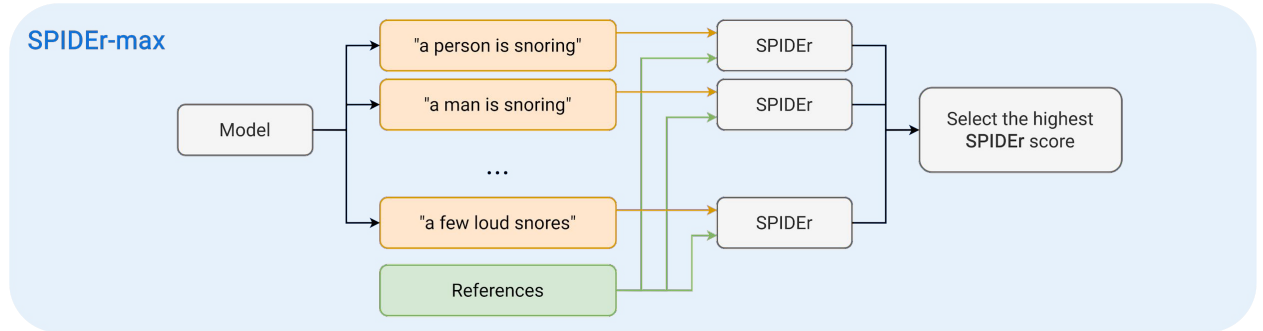 SPIDEr-max
"a person is snoring"
SPIDEr
"a man is snoring"
SPIDEr
Model
Select the highest
SPIDEr score
...
"a few loud snores"
SPIDEr
References